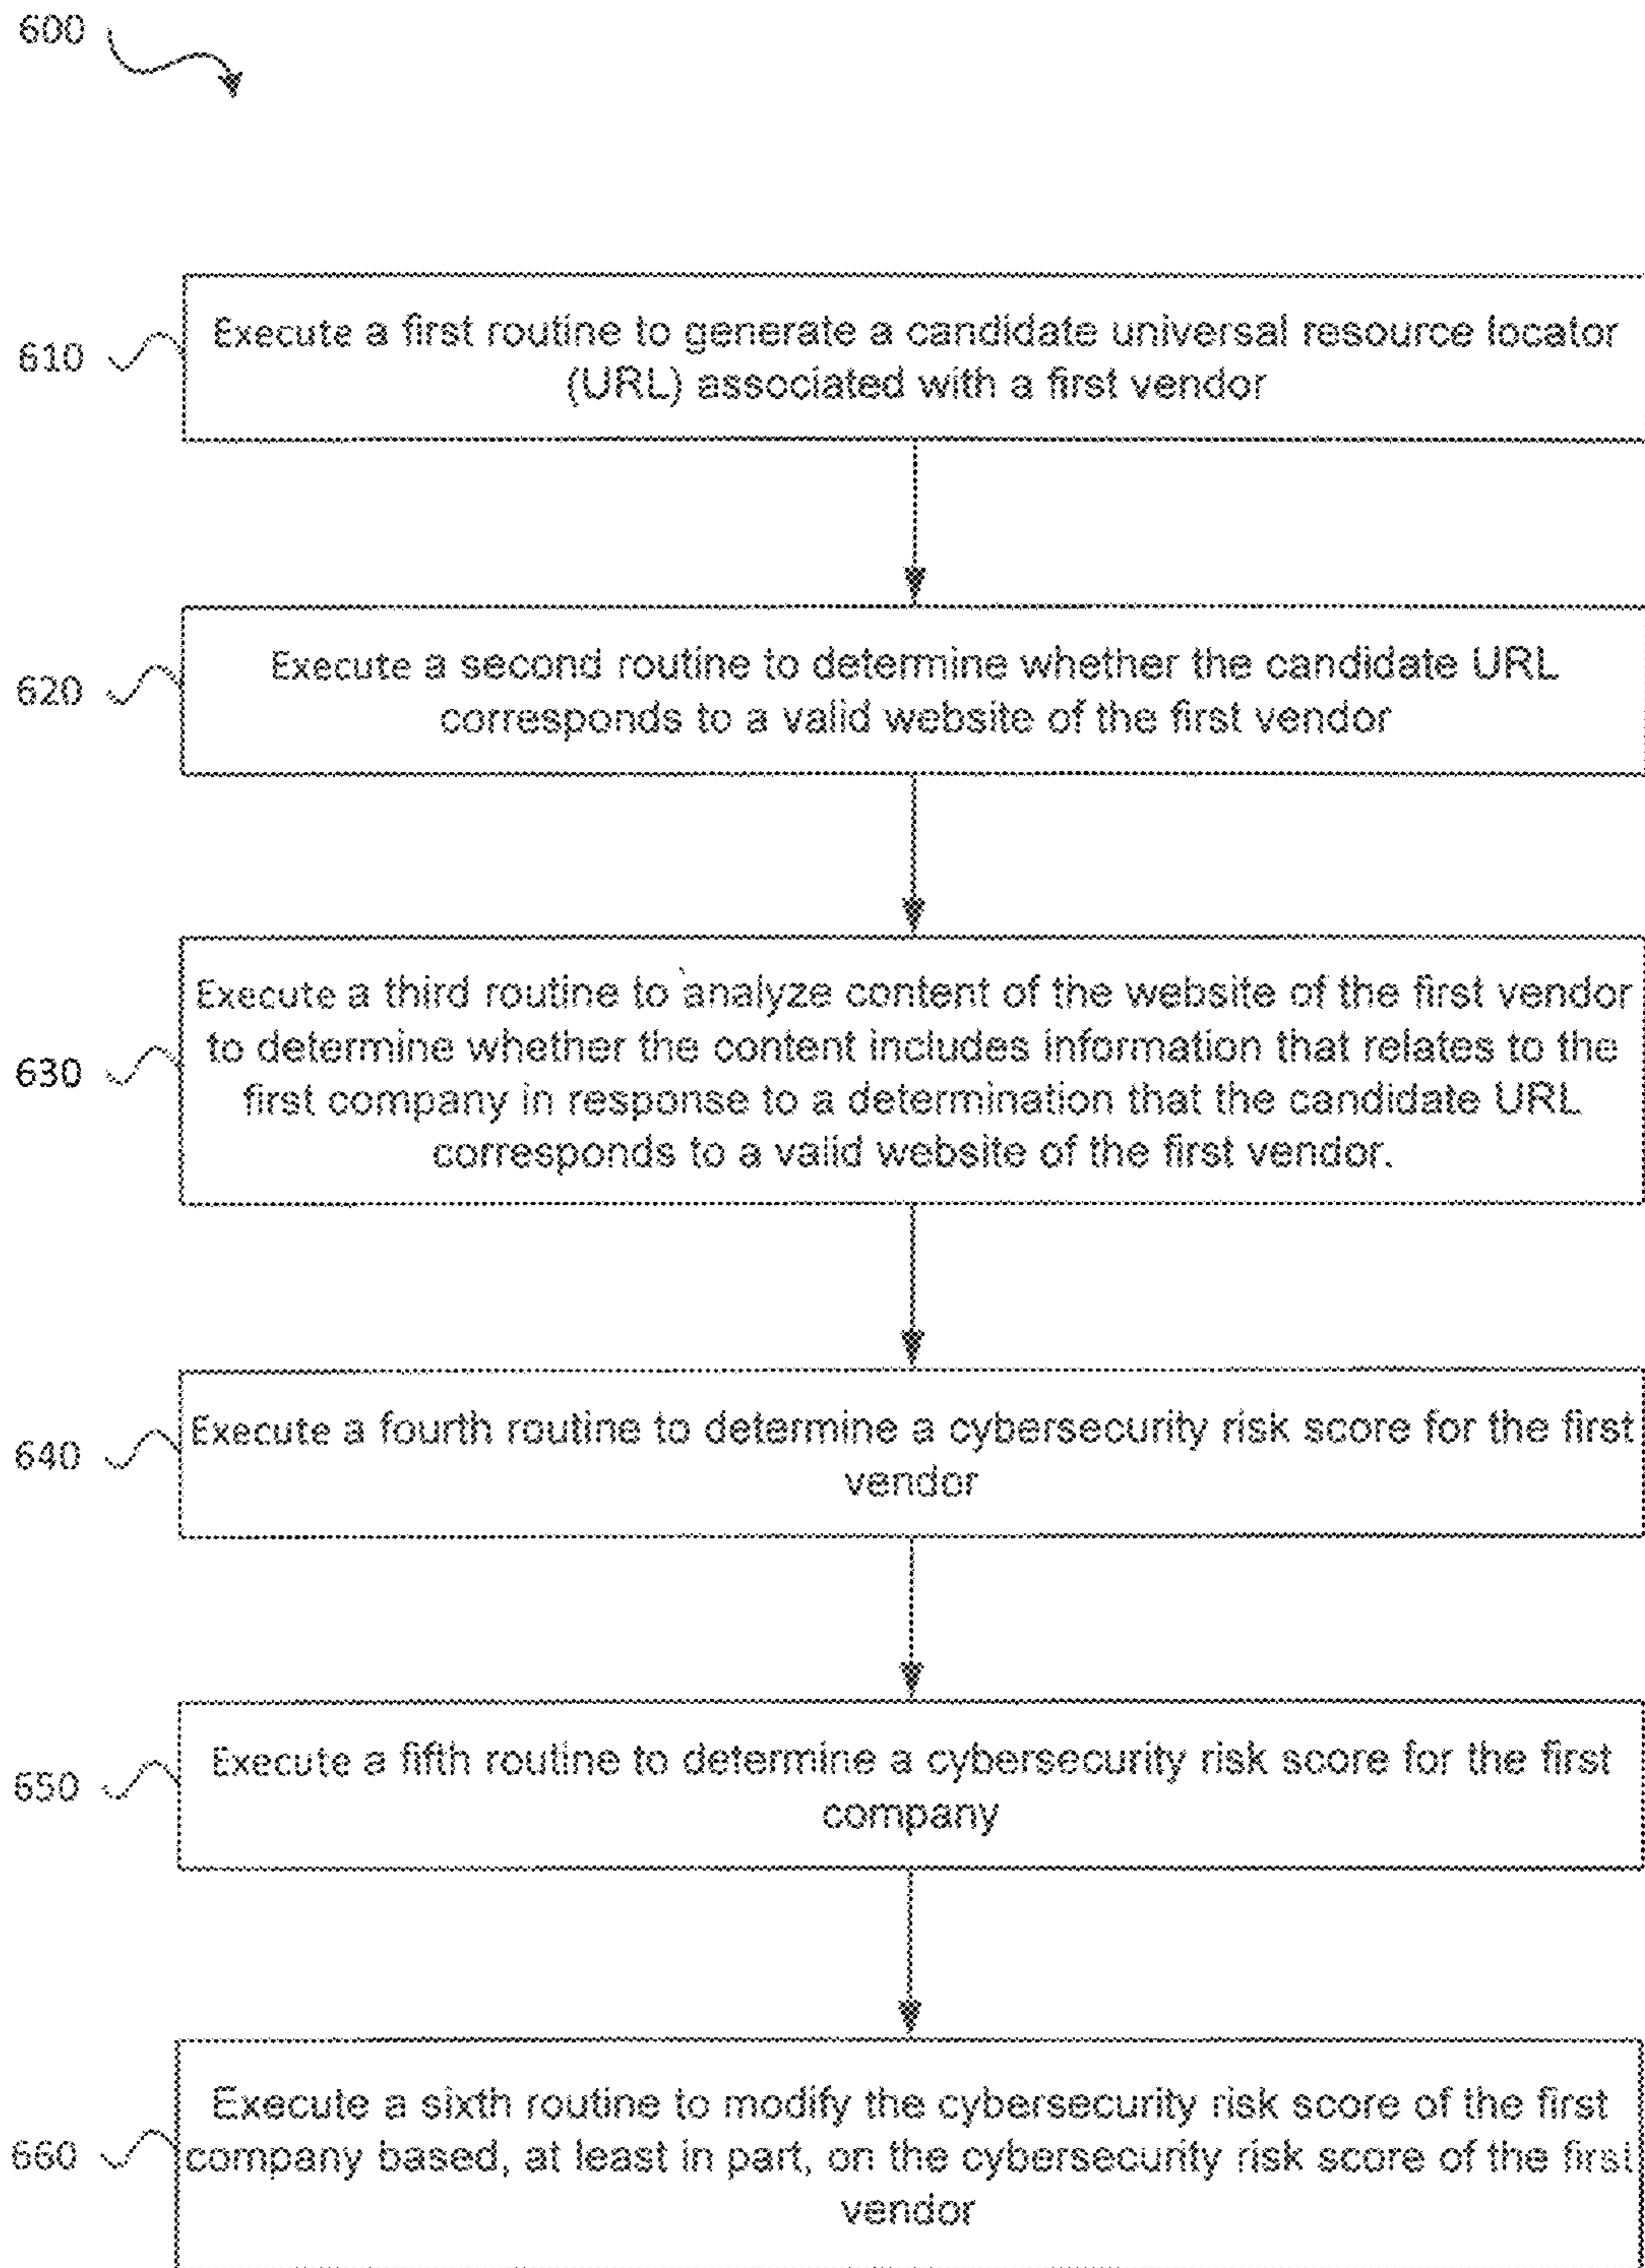 600
610
Execute a first routine to generate a candidate universal resource locator
(URL) associated with a first vendor
620
Execute a second routine to determine whether the candidate URL
corresponds to a valid website of the first vendor
630
Execute a third routine to analyze content of the website of the first vendor
to determine whether the content includes information that relates to the
first company in response to a determination that the candidate URL
corresponds to a valid website of the first vendor.
640
Execute a fourth routine to determine a cybersecurity risk score for the first
vendor
650
Execute a fifth routine to determine a cybersecurity risk score for the first
company
660
Execute a sixth routine to modify the cybersecurity risk score of the first
company based, at least in part, on the cybersecurity risk score of the first
vendor